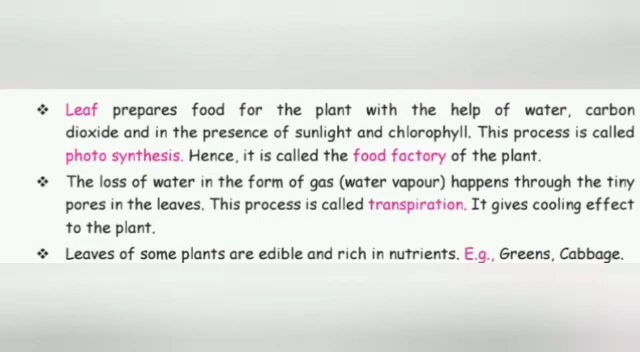 ❖ Leaf prepares food for the plant with the help of water, carbon
dioxide and in the presence of sunlight and chlorophyll. This process is called
photo synthesis. Hence, it is called the food factory of the plant.
❖ The loss of water in the form of gas (water vapour) happens through the tiny
pores in the leaves. This process is called transpiration. It gives cooling effect
to the plant.
❖ Leaves of some plants are edible and rich in nutrients. E.g., Greens, Cabbage.